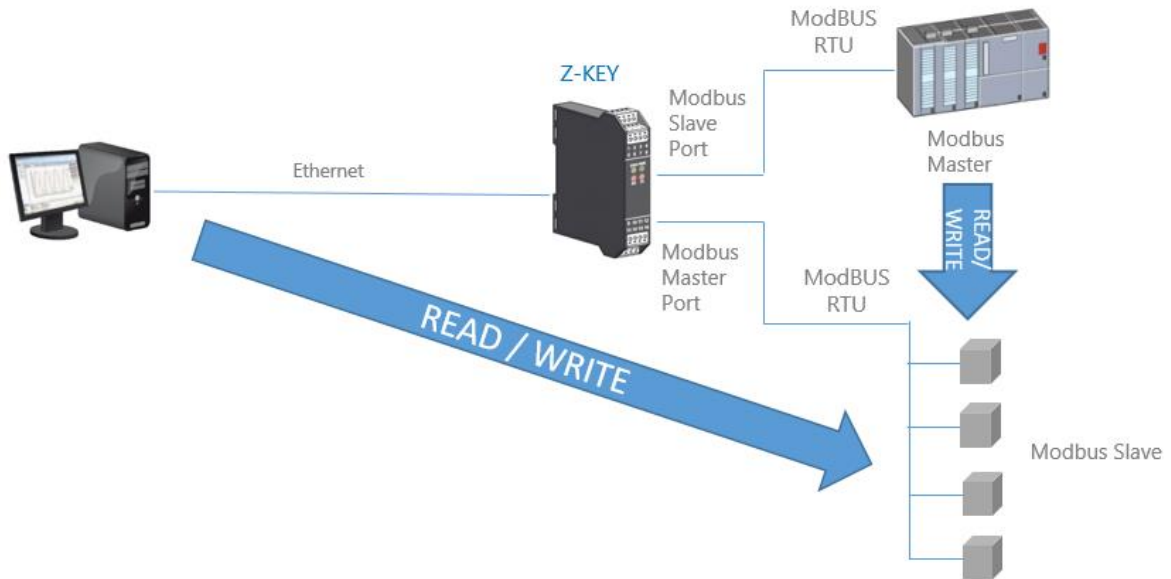 ModBUS
RTU
Z-KEY
Modbus
Slave
Port
Modbus
Master
Ethernet
READ/
WRITE
Modbus
Master
Port
ModBUS
RTU
READ / WRITE
Modbus Slave